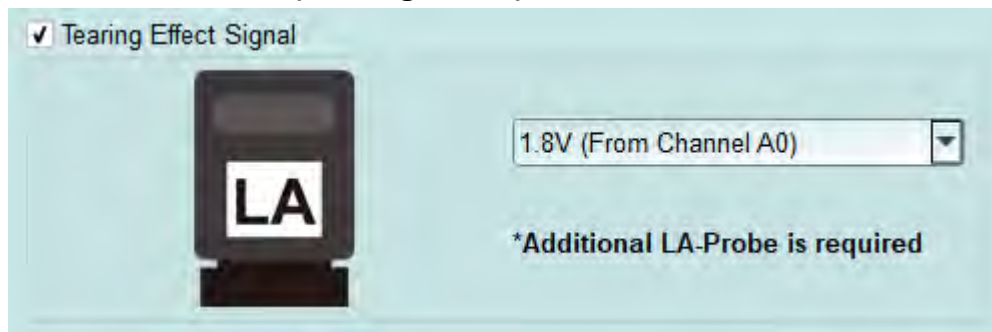 Tearing Effect Signal
1.8V (From Channel A0)
LA
*Additional LA-Probe is required